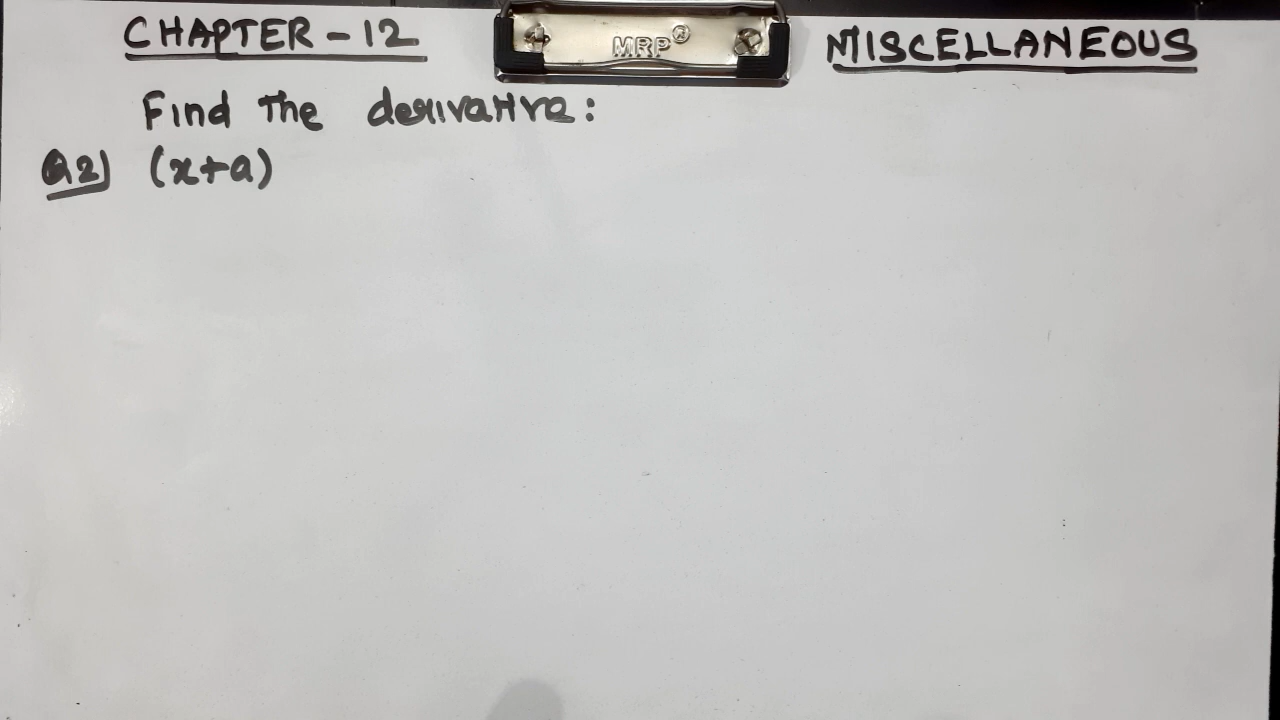 CHAPTER - 12
MRP®
MISCELLANEOUS
Find The derivative:
Q2) (x+a)